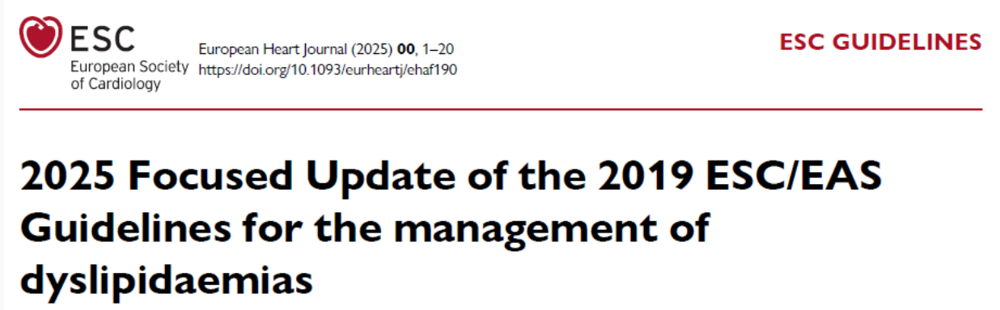 ESC
European Society
of Cardiology
European Heart Journal (2025) 00, 1–20
https://doi.org/10.1093/eurheartj/ehaf190
ESC GUIDELINES
2025 Focused Update of the 2019 ESC/EAS
Guidelines for the management of
dyslipidaemias